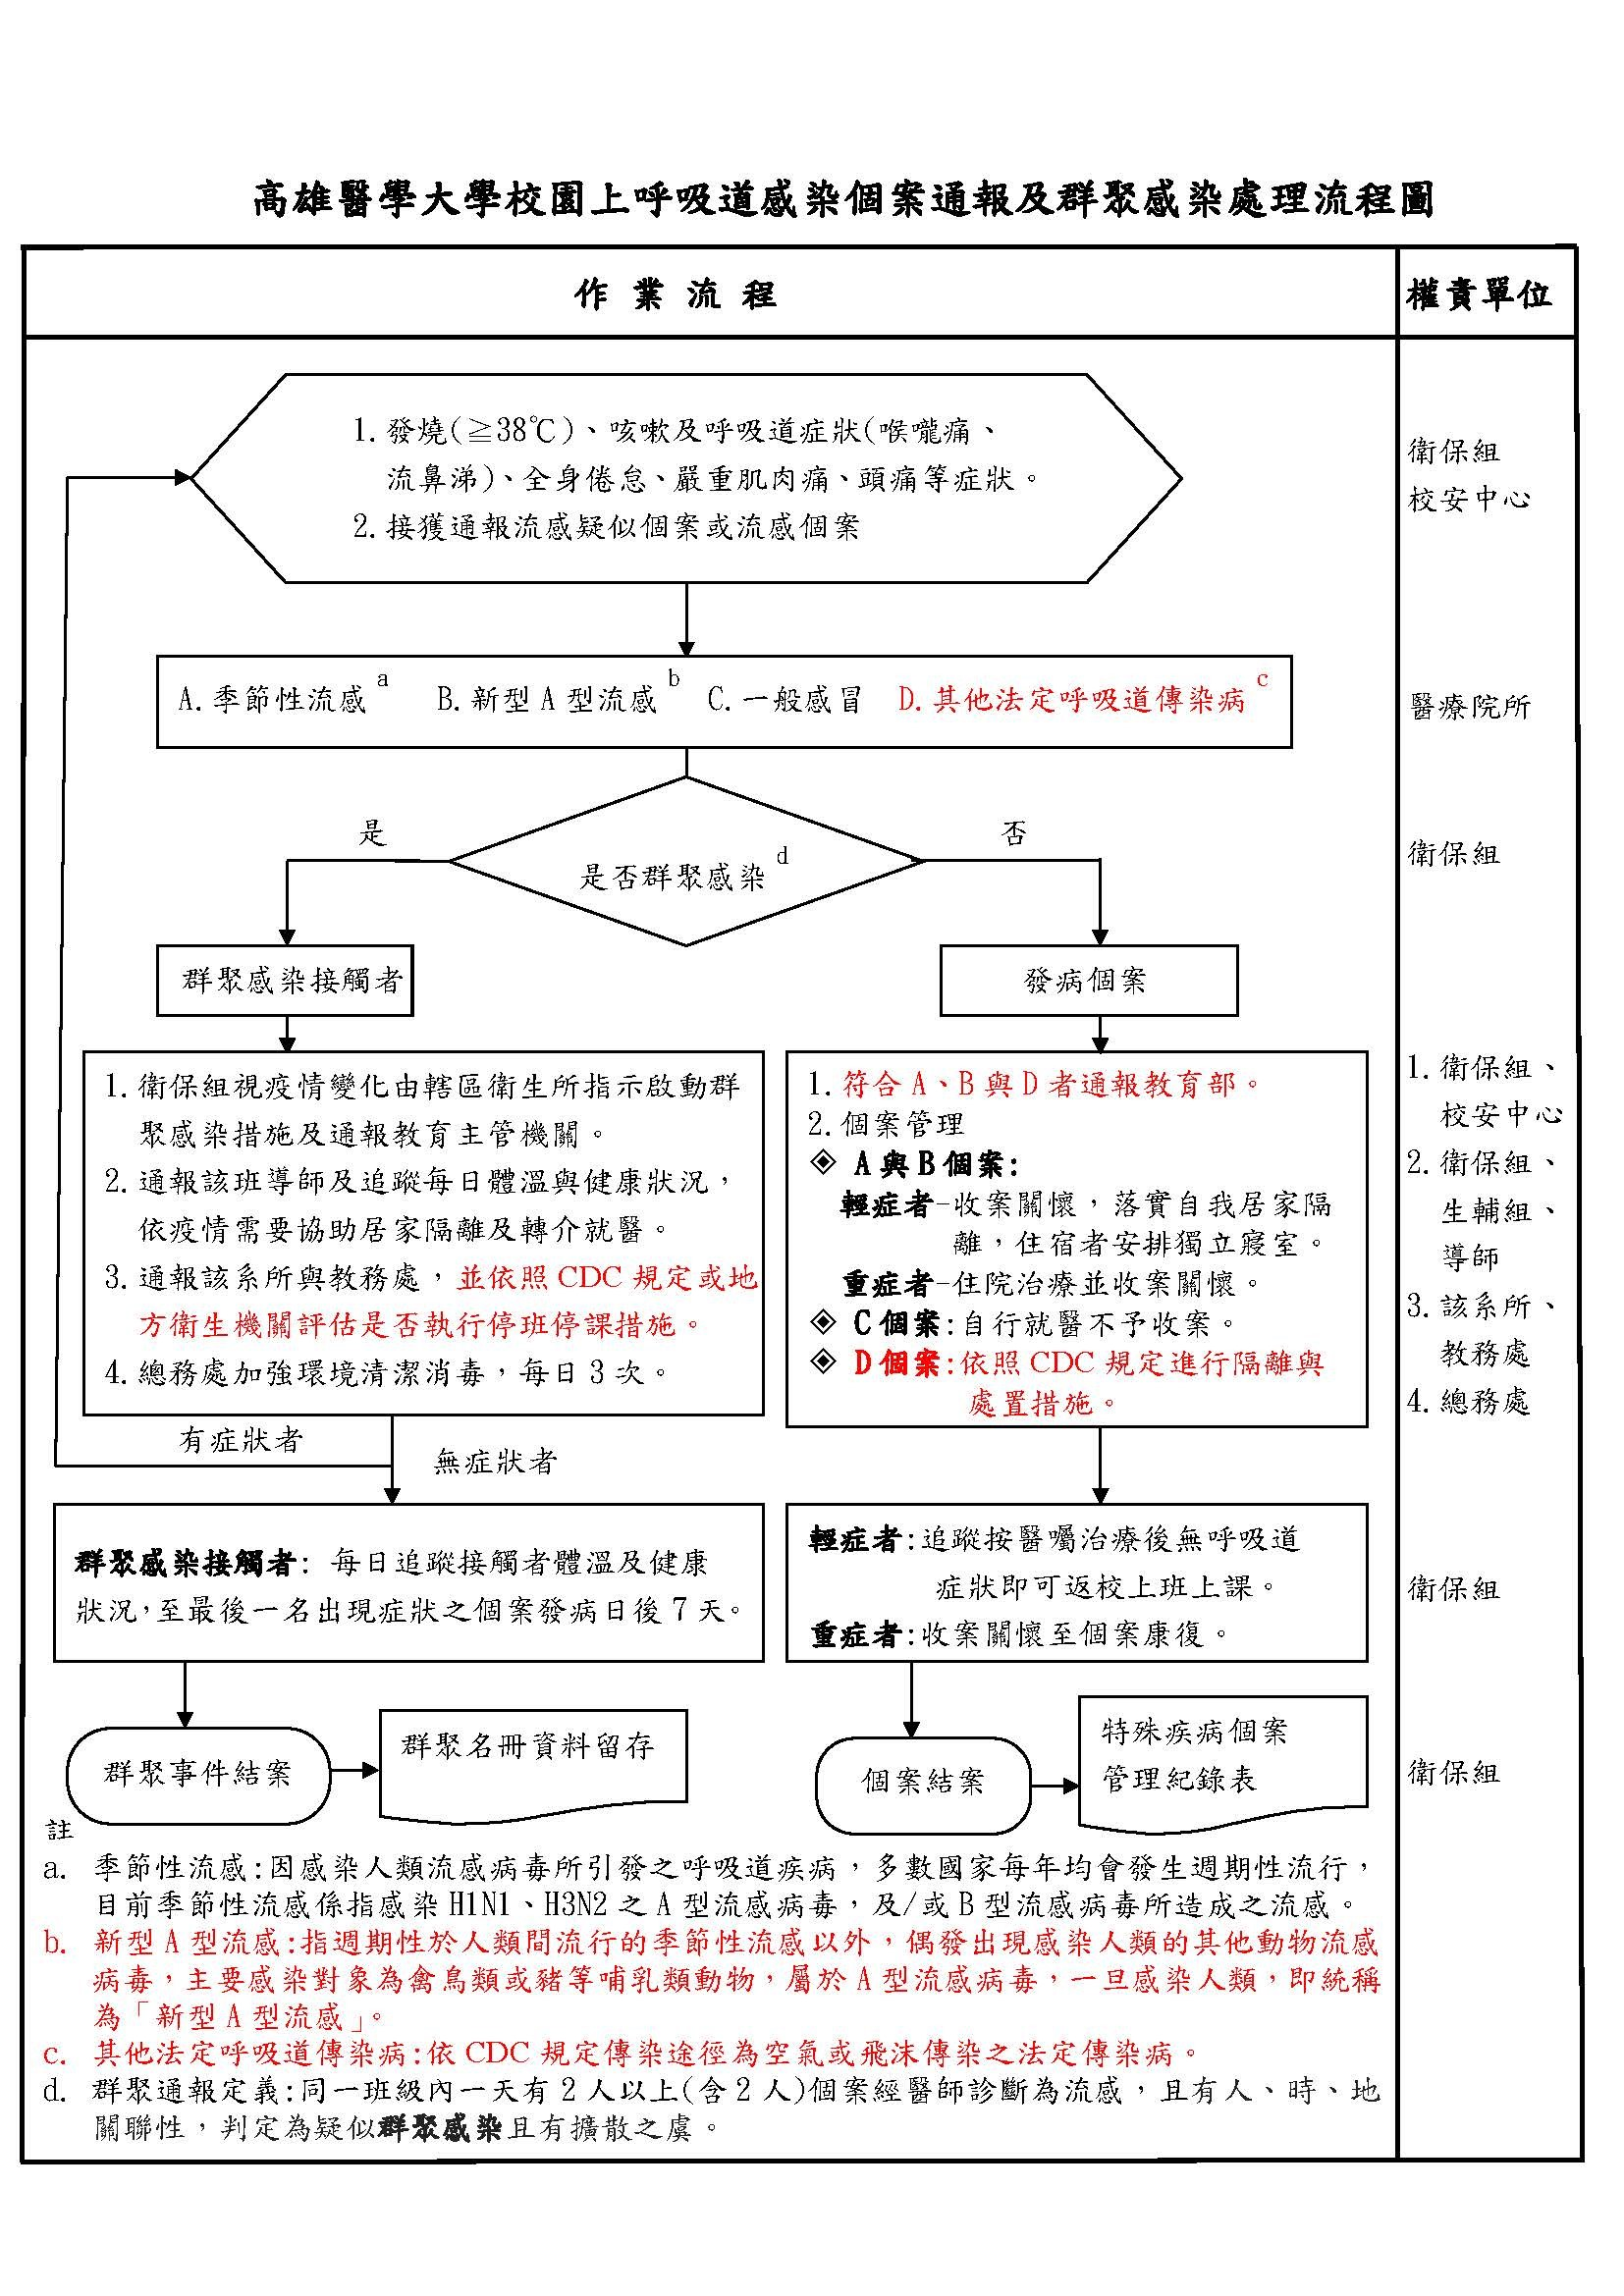 高雄醫學大學校園上呼吸道感染個案通報及群聚感染處理流程圖
作 業 流 程
權責單位
1.發燒(≧38℃)、咳嗽及呼吸道症狀(喉嚨痛、
流鼻涕)、全身倦怠、嚴重肌肉痛、頭痛等症狀。
2.接獲通報流感疑似個案或流感個案
衛保組
校安中心
A.季節性流感a B.新型A型流感b C.一般感冒 D.其他法定呼吸道傳染病c
醫療院所
是
否
是否群聚感染d
衛保組
群聚感染接觸者
發病個案
1.衛保組視疫情變化由轄區衛生所指示啟動群
聚感染措施及通報教育主管機關。
2.通報該班導師及追蹤每日體溫與健康狀況，
依疫情需要協助居家隔離及轉介就醫。
3.通報該系所與教務處，並依照CDC規定或地
方衛生機關評估是否執行停班停課措施。
4.總務處加強環境清潔消毒，每日3次。
1.符合A、B與D者通報教育部。
2.個案管理
◈ A與B個案:
輕症者-收案關懷，落實自我居家隔
離，住宿者安排獨立寢室。
重症者-住院治療並收案關懷。
◈ C個案:自行就醫不予收案。
◈ D個案:依照CDC規定進行隔離與
處置措施。
1.衛保組、
校安中心
2.衛保組、
生輔組、
導師
3.該系所、
教務處
4.總務處
有症狀者
無症狀者
群聚感染接觸者: 每日追蹤接觸者體溫及健康
狀況,至最後一名出現症狀之個案發病日後7天。
輕症者:追蹤按醫囑治療後無呼吸道
症狀即可返校上班上課。
重症者:收案關懷至個案康復。
衛保組
群聚事件結案
群聚名冊資料留存
個案結案
特殊疾病個案
管理紀錄表
衛保組
註
a. 季節性流感:因感染人類流感病毒所引發之呼吸道疾病，多數國家每年均會發生週期性流行，
目前季節性流感係指感染H1N1、H3N2之A型流感病毒，及/或B型流感病毒所造成之流感。
b. 新型A型流感:指週期性於人類間流行的季節性流感以外，偶發出現感染人類的其他動物流感
病毒，主要感染對象為禽鳥類或豬等哺乳類動物，屬於A型流感病毒，一旦感染人類，即統稱
為「新型A型流感」。
c. 其他法定呼吸道傳染病:依CDC規定傳染途徑為空氣或飛沫傳染之法定傳染病。
d. 群聚通報定義:同一班級內一天有2人以上(含2人)個案經醫師診斷為流感，且有人、時、地
關聯性，判定為疑似群聚感染且有擴散之虞。